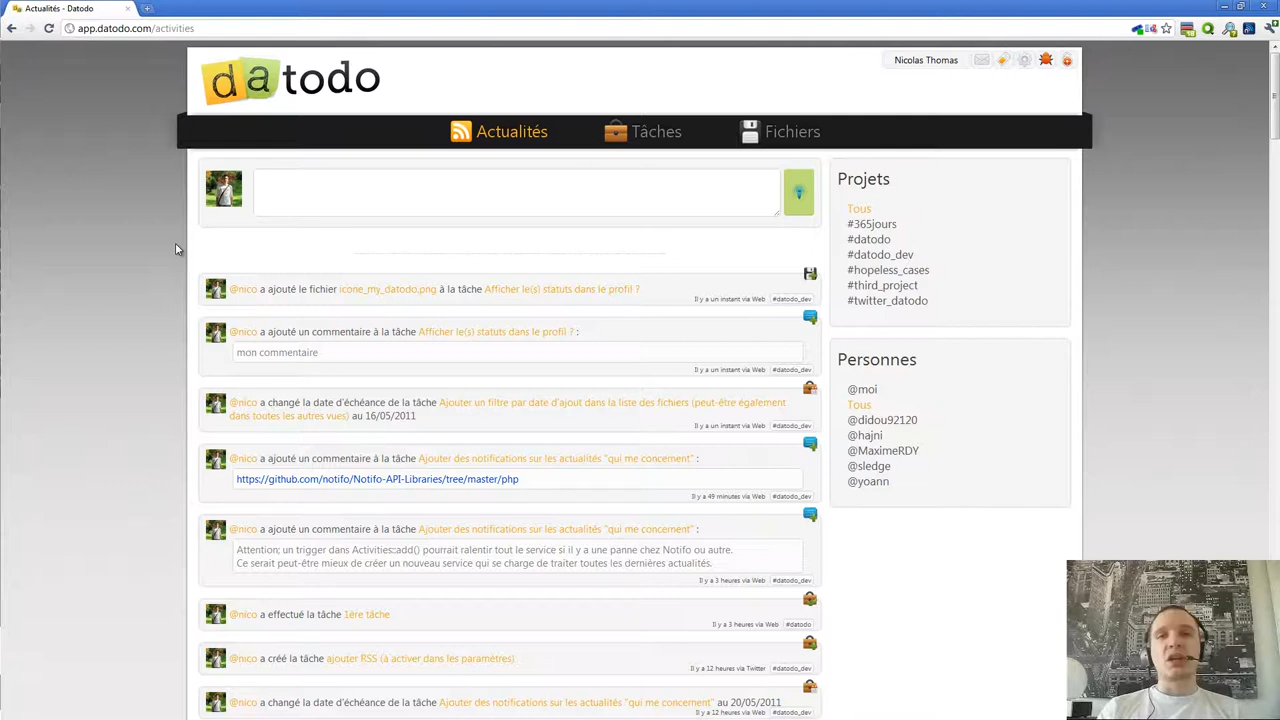 Actualités - Datodo
app.datodo.com/activities
datodo
Nicolas Thomas
Actualités
Tâches
Fichiers
@nico a ajouté le fichier icone_my_datodo.png à la tâche Afficher le(s) statuts dans le profil ?
Il y a un instant via Web #datodo_dev
@nico a ajouté un commentaire à la tâche Afficher le(s) statuts dans le profil ? :
mon commentaire
Il y a un instant via Web #datodo_dev
@nico a changé la date d'échéance de la tâche Ajouter un filtre par date d'ajout dans la liste des fichiers (peut-être également
dans toutes les autres vues) au 16/05/2011
Il y a un instant via Web #datodo_dev
@nico a ajouté un commentaire à la tâche Ajouter des notifications sur les actualités "qui me concernent" :
https://github.com/notifo/Notifo-API-Libraries/tree/master/php
Il y a 49 minutes via Web #datodo_dev
@nico a ajouté un commentaire à la tâche Ajouter des notifications sur les actualités "qui me concernent" :
Attention; un trigger dans Activities::add() pourrait ralentir tout le service si il y a une panne chez Notifo ou autre.
Ce serait peut-être mieux de créer un nouveau service qui se charge de traiter toutes les dernières actualités.
Il y a 3 heures via Web #datodo_dev
@nico a effectué la tâche 1ère tâche
Il y a 3 heures via Web #datodo
@nico a créé la tâche ajouter RSS (à activer dans les paramètres)
Il y a 12 heures via Twitter #datodo_dev
@nico a changé la date d'échéance de la tâche Ajouter des notifications sur les actualités "qui me concernent" au 20/05/2011
Il y a 12 heures via Web #datodo_dev
Projets
Tous
#365jours
#datodo
#datodo_dev
#hopeless_cases
#third_project
#twitter_datodo
Personnes
@moi
Tous
@didou92120
@hajni
@MaximeRDY
@sledge
@yoann